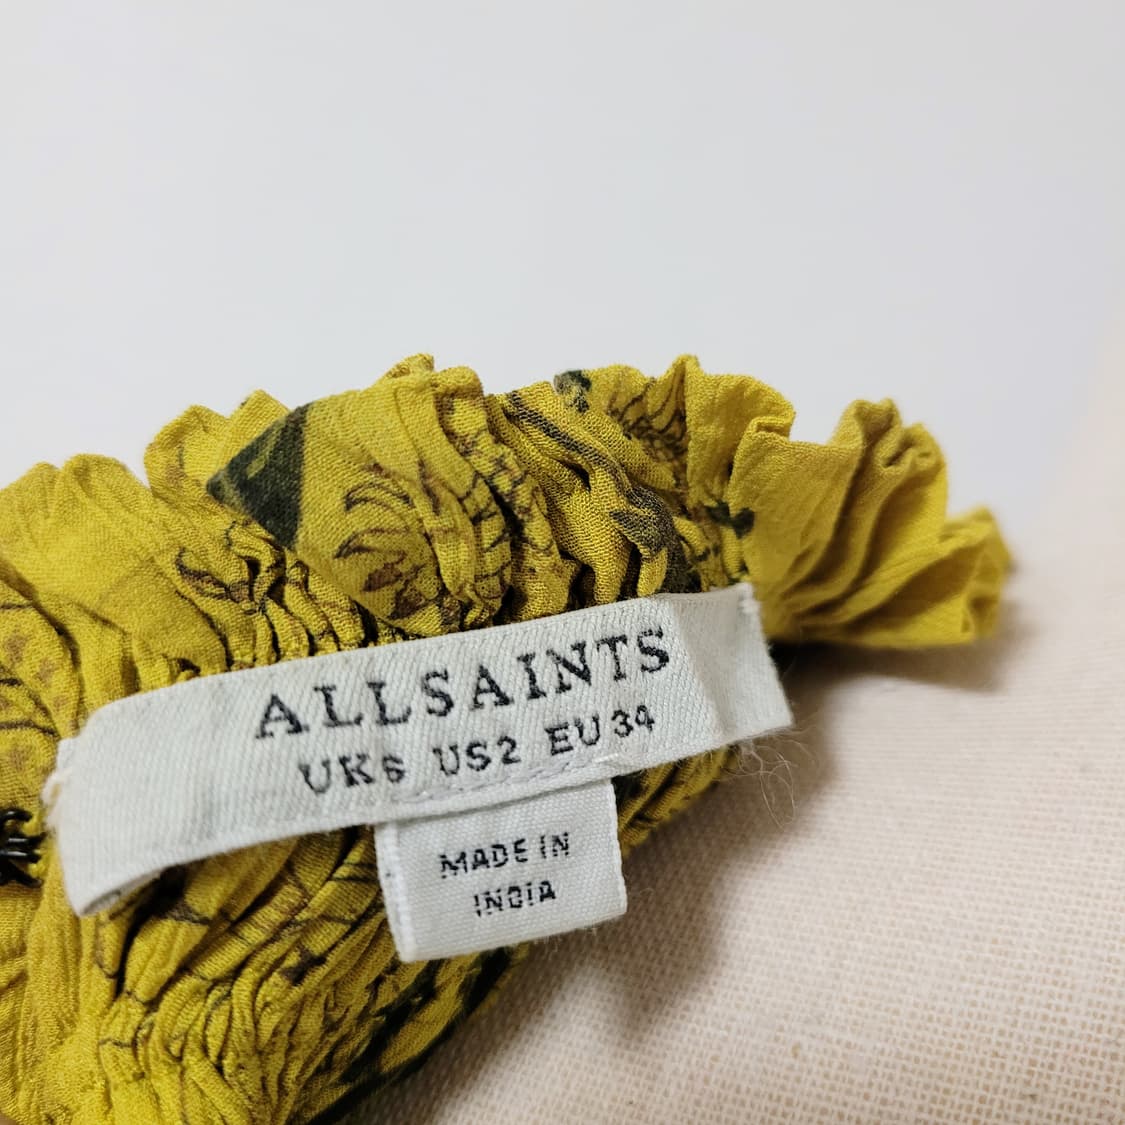 ALLSAINTS
UK6 US2 EU34
MADE IN
INDIA